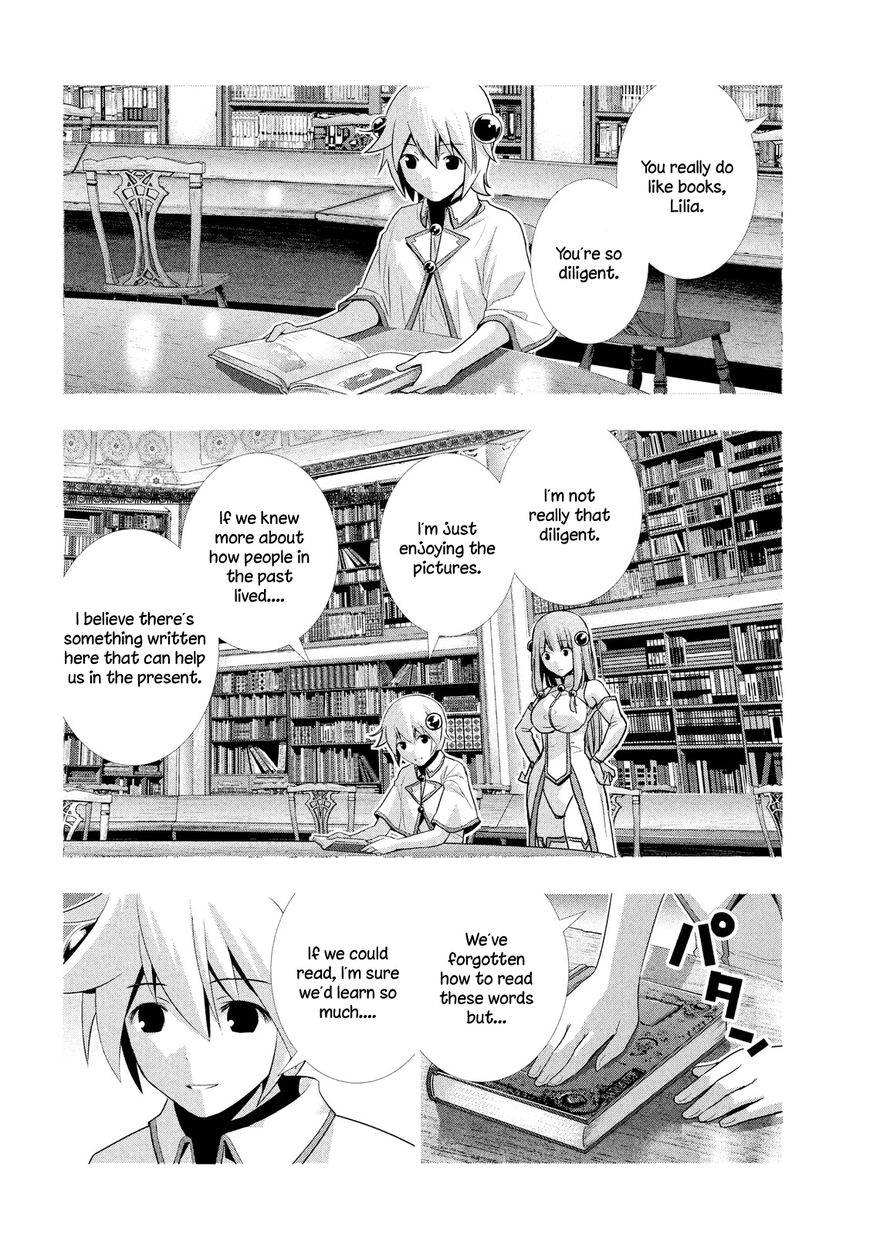 You really do
like books,
Lilia.
You're so
diligent.
I'm not
really that
diligent.
I'm just
enjoying the
pictures.
If we knew
more about
how people in
the past
lived....
I believe there's
something written
here that can help
us in the present.
パタン
We've
forgotten
how to read
these words
but...
If we could
read, I'm sure
we'd learn so
much....